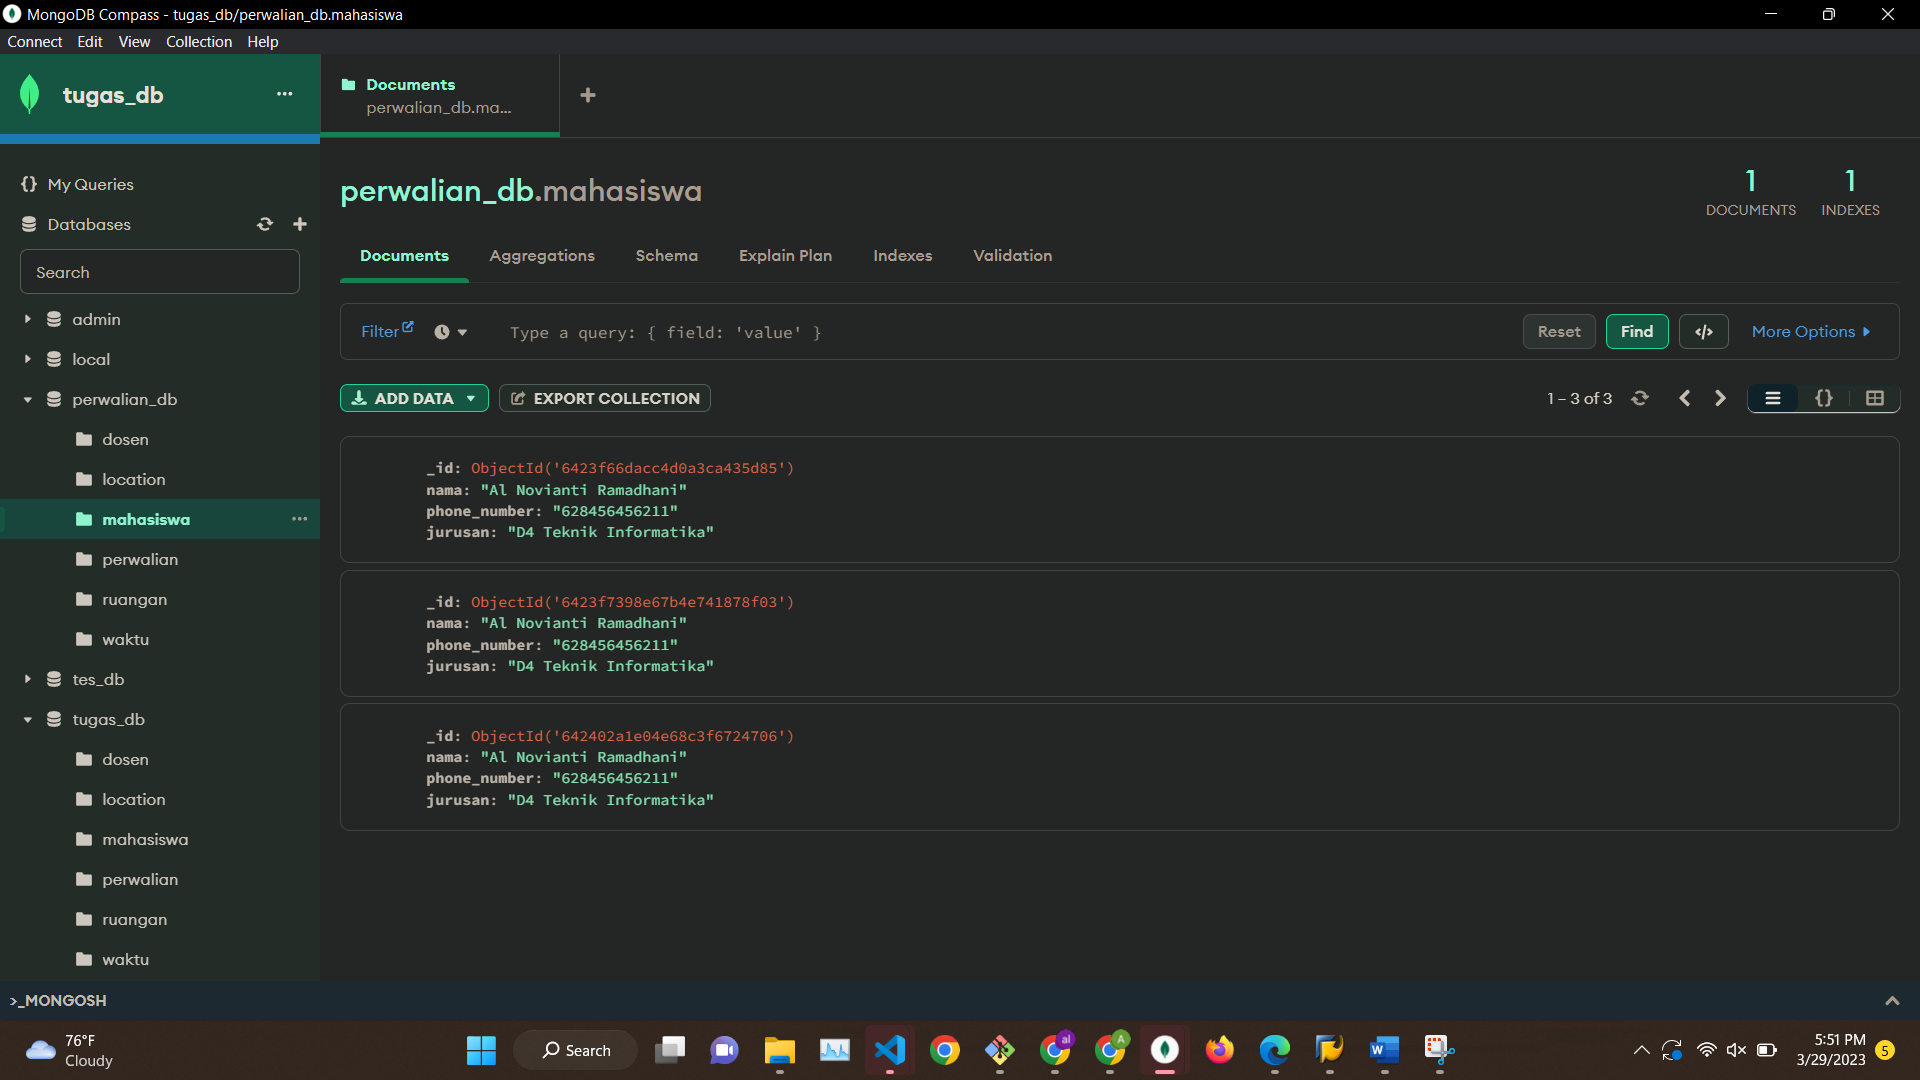 MongoDB Compass - tugas_db/perwalian_db.mahasiswa
Connect Edit View Collection Help
tugas_db
...
Documents
perwalian_db.ma...
+
{} My Queries
Databases
Search
admin
local
perwalian_db
dosen
location
mahasiswa
perwalian
ruangan
waktu
tes_db
tugas_db
dosen
location
mahasiswa
perwalian
ruangan
waktu
perwalian_db.mahasiswa
1 DOCUMENTS
1 INDEXES
Documents Aggregations Schema Explain Plan Indexes Validation
Filter Type a query: { field: 'value' } Reset Find </> More Options
ADD DATA EXPORT COLLECTION 1 – 3 of 3 {}
_id: ObjectId('6423f66dacc4d0a3ca435d85')
nama: "Al Novianti Ramadhani"
phone_number: "628456456211"
jurusan: "D4 Teknik Informatika"
_id: ObjectId('6423f7398e67b4e741878f03')
nama: "Al Novianti Ramadhani"
phone_number: "628456456211"
jurusan: "D4 Teknik Informatika"
_id: ObjectId('642402a1e04e68c3f6724706')
nama: "Al Novianti Ramadhani"
phone_number: "628456456211"
jurusan: "D4 Teknik Informatika"
>_MONGOSH
76°F
Cloudy
Search
al
A
W
5:51 PM
3/29/2023
5